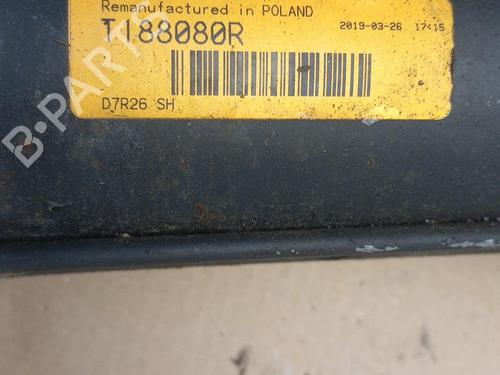 Remanufactured in POLAND
2019-03-26 17:15
T188080R
D7R26 SH
B-PARTS